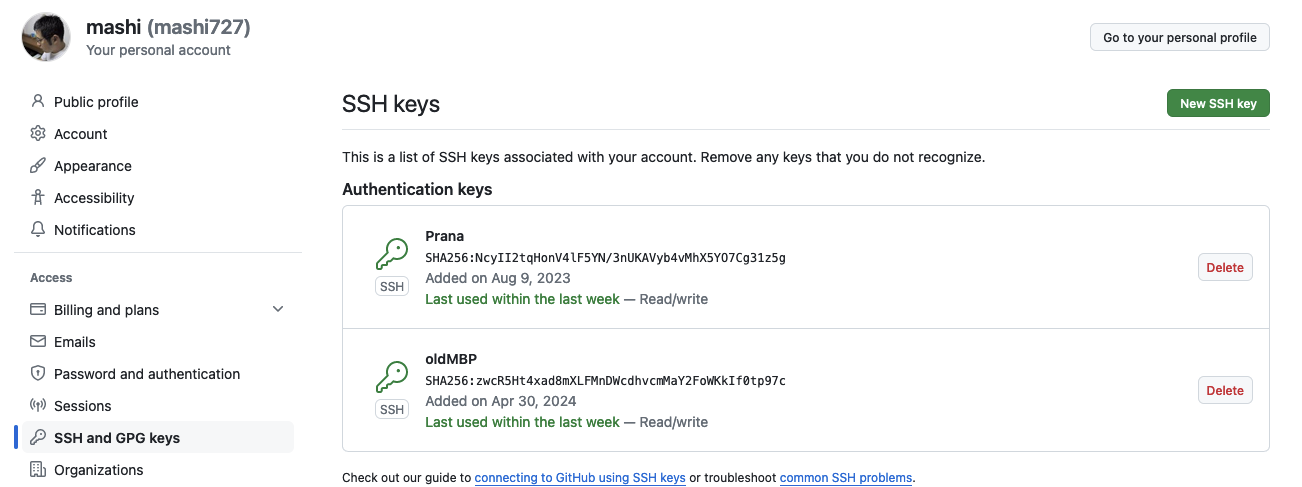 mashi (mashi727)
Your personal account
Go to your personal profile
Public profile
Account
Appearance
Accessibility
Notifications
Access
Billing and plans
Emails
Password and authentication
Sessions
SSH and GPG keys
Organizations
SSH keys
New SSH key
This is a list of SSH keys associated with your account. Remove any keys that you do not recognize.
Authentication keys
Prana
SHA256:NcyII2tqHonV4lF5YN/3nUKAVyb4vMhX5YO7Cg31z5g
SSH
Added on Aug 9, 2023
Last used within the last week — Read/write
Delete
oldMBP
SHA256:zwcR5Ht4xad8mXLFMnDWcdhvcmMaY2FoWKkIf0tp97c
SSH
Added on Apr 30, 2024
Last used within the last week — Read/write
Delete
Check out our guide to connecting to GitHub using SSH keys or troubleshoot common SSH problems.